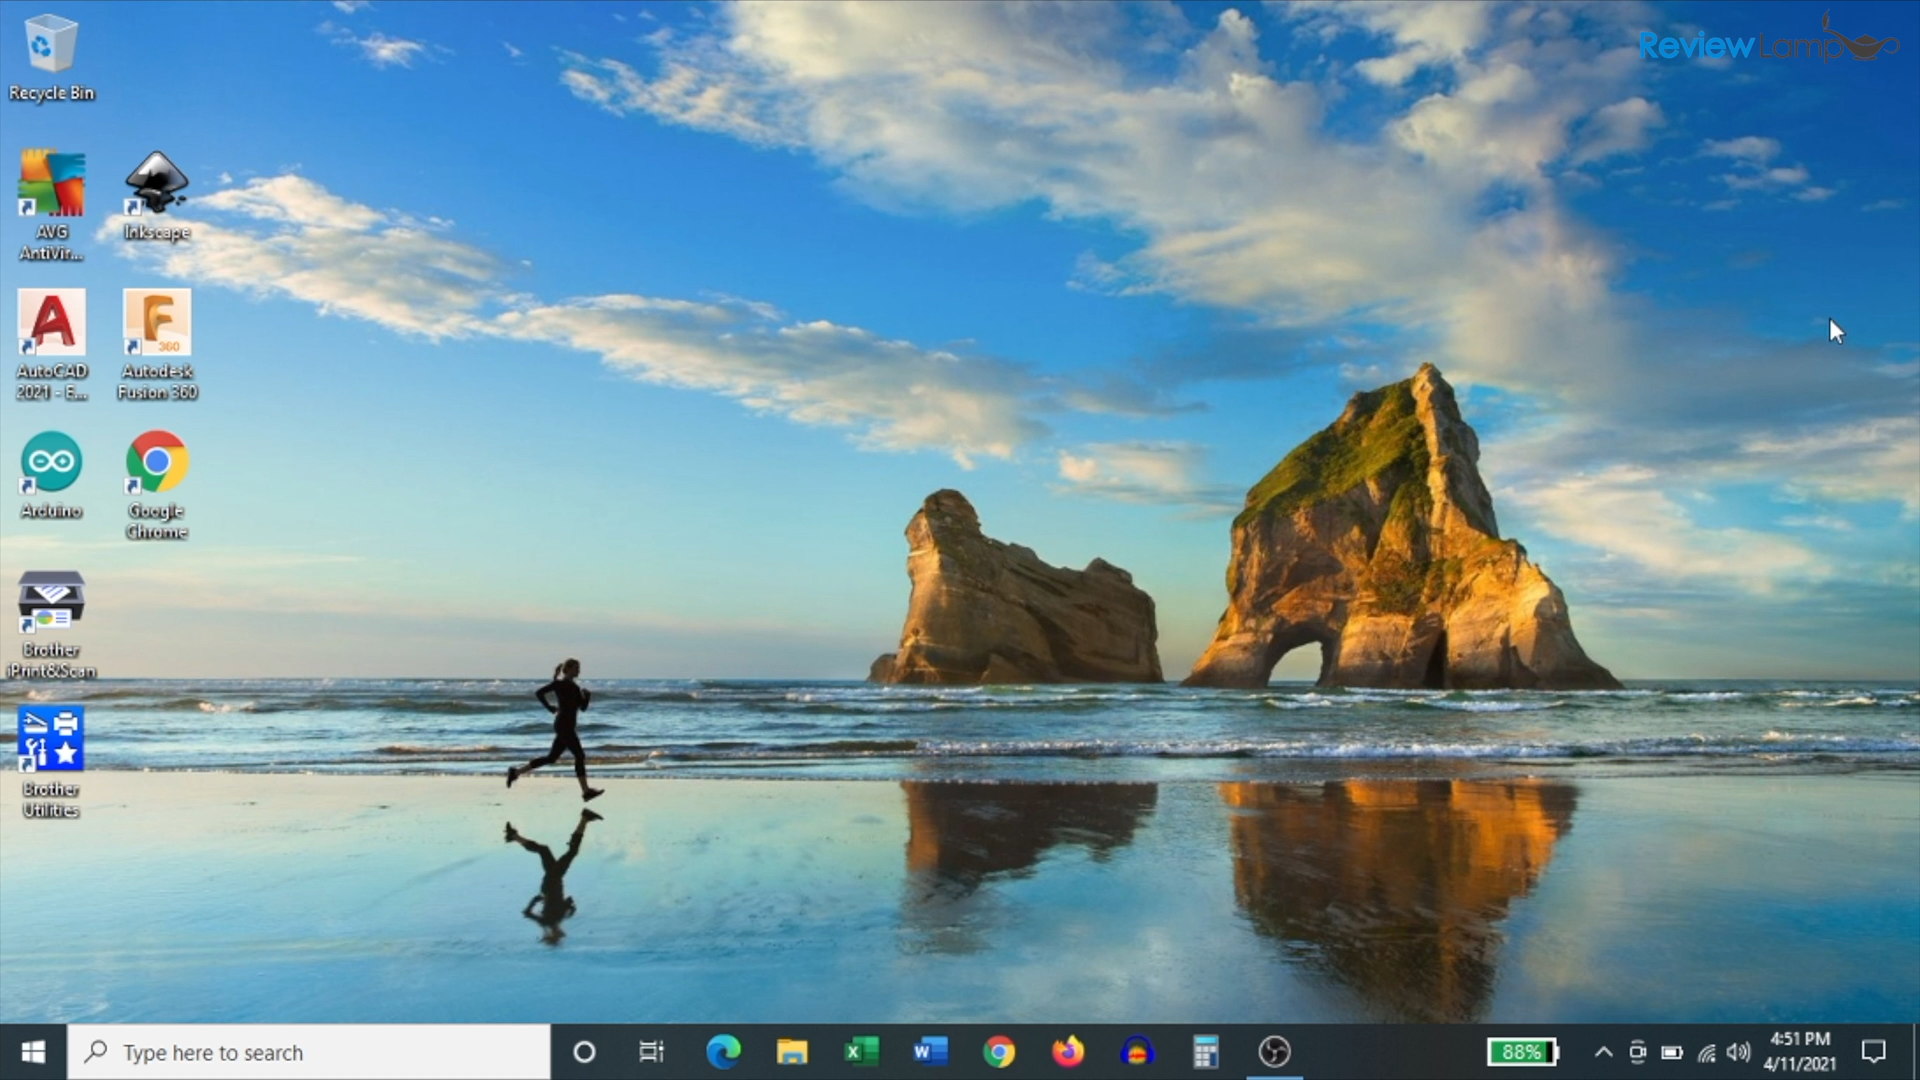 ReviewLamp
Recycle Bin
AVG
AntiVir...
Inkscape
AutoCAD
2021 - E...
360
Autodesk
Fusion 360
Arduino
Google
Chrome
Brother
iPrint&Scan
Brother
Utilities
Type here to search
88%
4:51 PM
4/11/2021